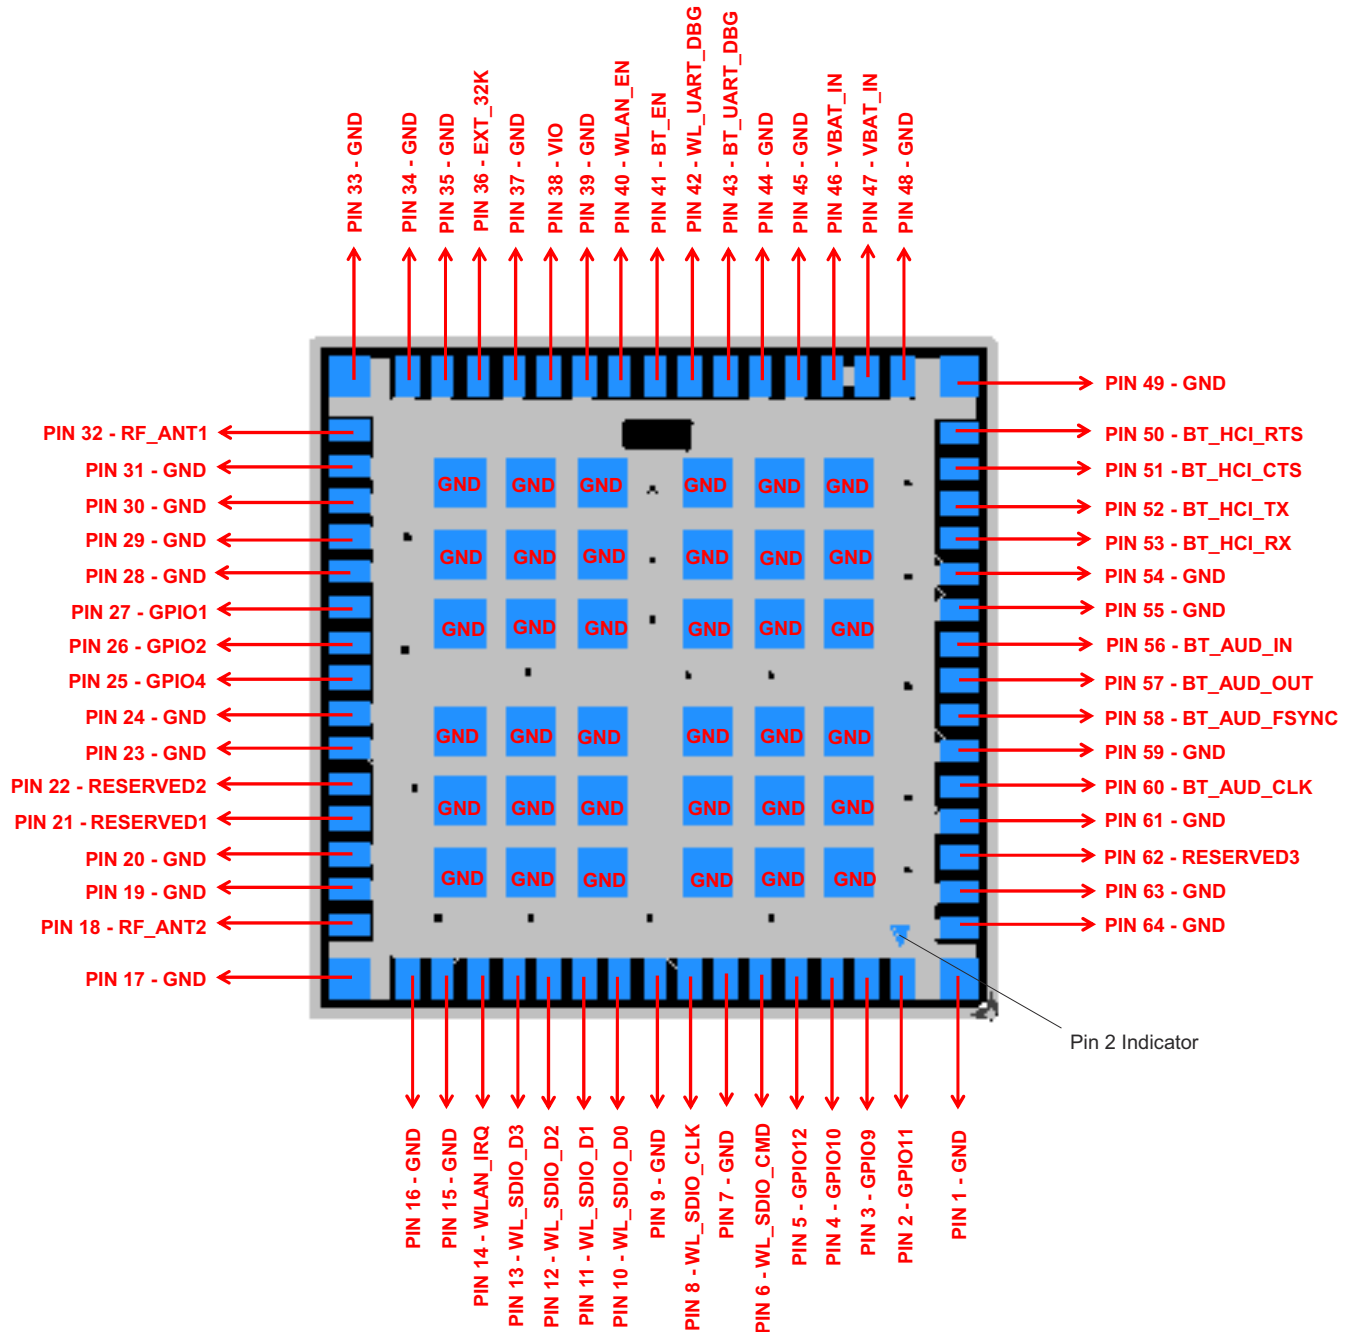 PIN 33 - GND
PIN 34 - GND
PIN 35 - GND
PIN 36 - EXT_32K
PIN 37 - GND
PIN 38 - VIO
PIN 39 - GND
PIN 40 - WLAN_EN
PIN 41 - BT_EN
PIN 42 - WL_UART_DBG
PIN 43 - BT_UART_DBG
PIN 44 - GND
PIN 45 - GND
PIN 46 - VBAT_IN
PIN 47 - VBAT_IN
PIN 48 - GND
PIN 32 - RF_ANT1
PIN 31 - GND
PIN 30 - GND
PIN 29 - GND
PIN 28 - GND
PIN 27 - GPIO1
PIN 26 - GPIO2
PIN 25 - GPIO4
PIN 24 - GND
PIN 23 - GND
PIN 22 - RESERVED2
PIN 21 - RESERVED1
PIN 20 - GND
PIN 19 - GND
PIN 18 - RF_ANT2
PIN 17 - GND
GND GND GND GND GND GND
GND GND GND GND GND GND
GND GND GND GND GND GND
GND GND GND GND GND GND
GND GND GND GND GND GND
GND GND GND GND GND GND
PIN 49 - GND
PIN 50 - BT_HCI_RTS
PIN 51 - BT_HCI_CTS
PIN 52 - BT_HCI_TX
PIN 53 - BT_HCI_RX
PIN 54 - GND
PIN 55 - GND
PIN 56 - BT_AUD_IN
PIN 57 - BT_AUD_OUT
PIN 58 - BT_AUD_FSYNC
PIN 59 - GND
PIN 60 - BT_AUD_CLK
PIN 61 - GND
PIN 62 - RESERVED3
PIN 63 - GND
PIN 64 - GND
Pin 2 Indicator
PIN 16 - GND
PIN 15 - GND
PIN 14 - WLAN_IRQ
PIN 13 - WL_SDIO_D3
PIN 12 - WL_SDIO_D2
PIN 11 - WL_SDIO_D1
PIN 10 - WL_SDIO_D0
PIN 9 - GND
PIN 8 - WL_SDIO_CLK
PIN 7 - GND
PIN 6 - WL_SDIO_CMD
PIN 5 - GPIO12
PIN 4 - GPIO10
PIN 3 - GPIO9
PIN 2 - GPIO11
PIN 1 - GND